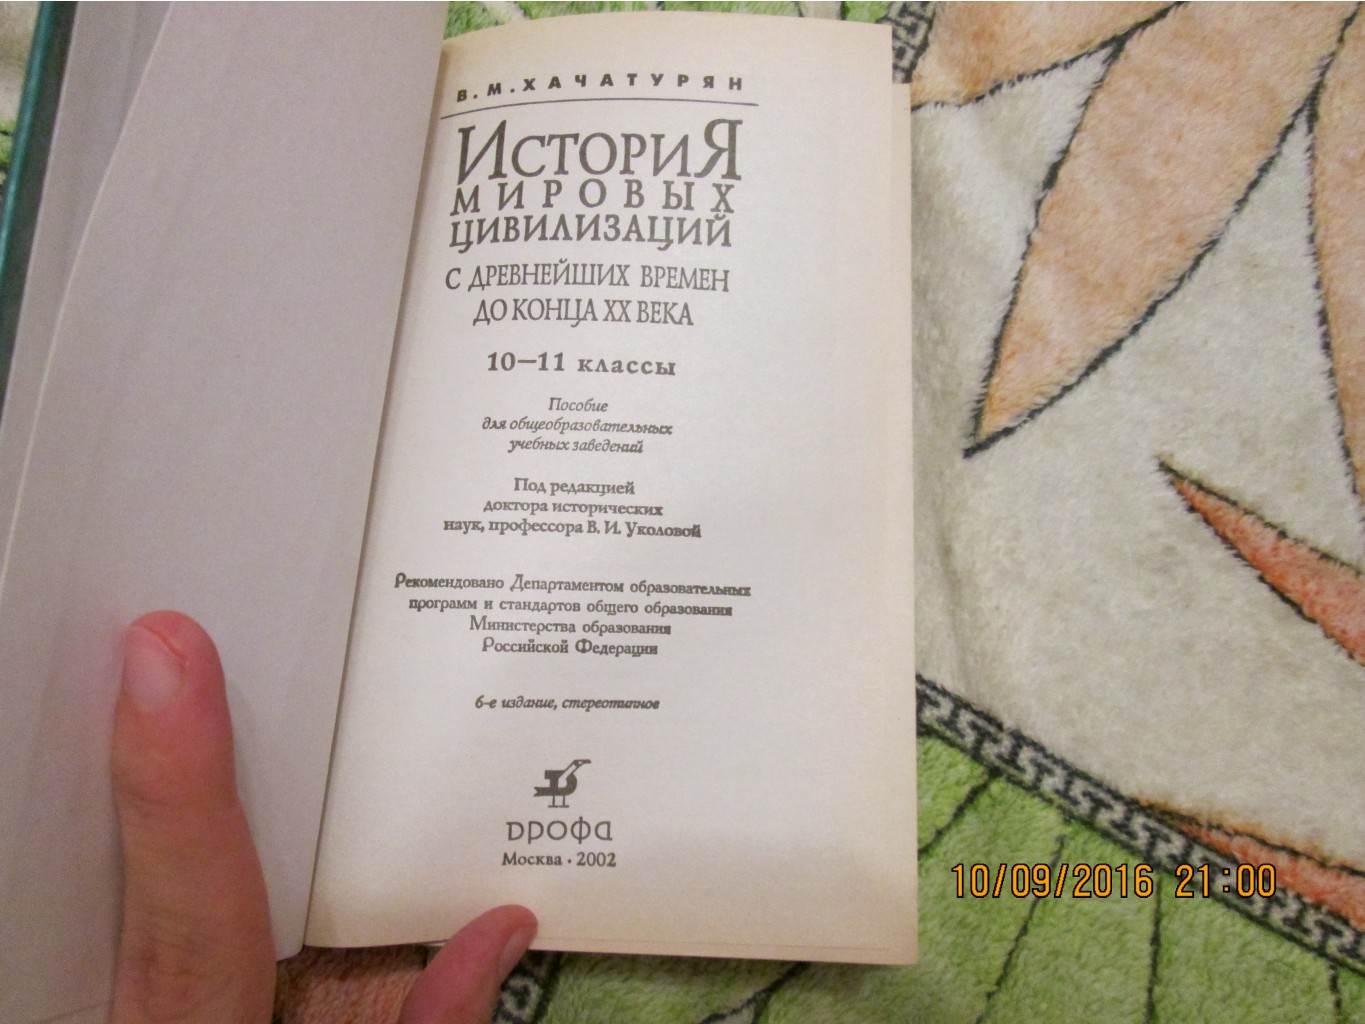 В. М. ХАЧАТУРЯН
ИСТОРИЯ
МИРОВЫХ
ЦИВИЛИЗАЦИЙ
С ДРЕВНЕЙШИХ ВРЕМЕН
ДО КОНЦА XX ВЕКА
10—11 классы
Пособие
для общеобразовательных
учебных заведений
Под редакцией
доктора исторических
наук, профессора В. И. Уколовой
Рекомендовано Департаментом образовательных
программ и стандартов общего образования
Министерства образования
Российской Федерации
6-е издание, стереотипное
ДРОФА
Москва • 2002
10/09/2016 21:00